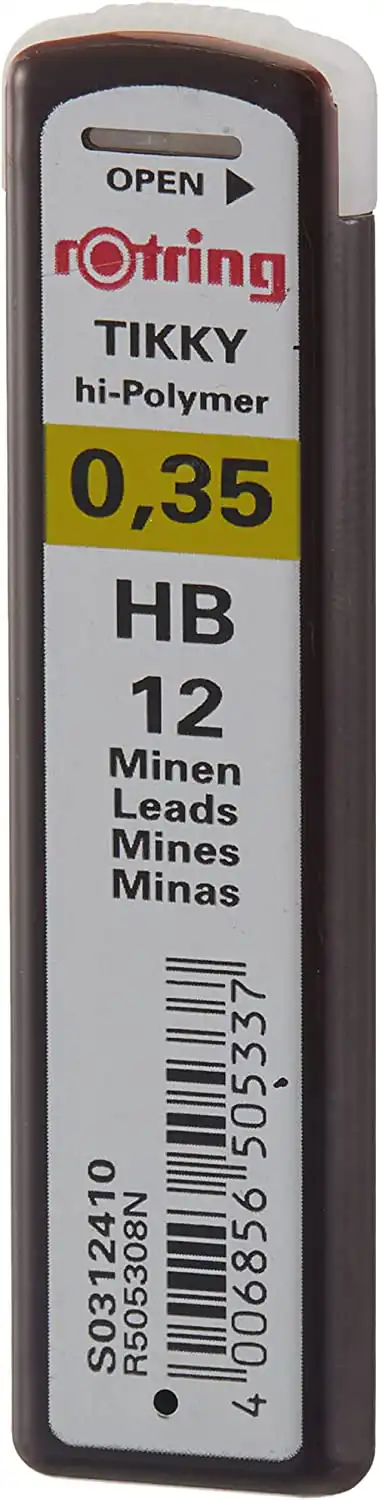 OPEN ▶
rotring
TIKKY
hi-Polymer
0,35
HB
12
Minen
Leads
Mines
Minas
S0312410
R505308N
4 006856 505337